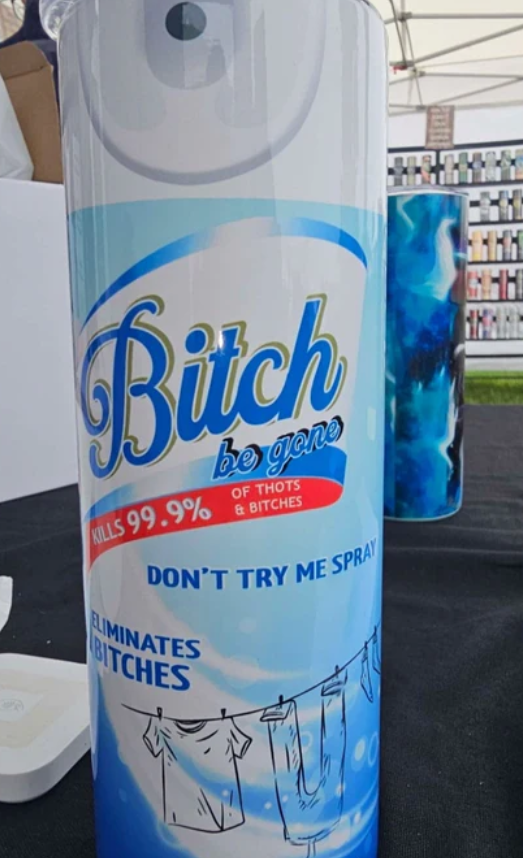 Bitch
be gone
KILLS 99.9% OF THOTS
& BITCHES
DON'T TRY ME SPRAY
ELIMINATES
BITCHES